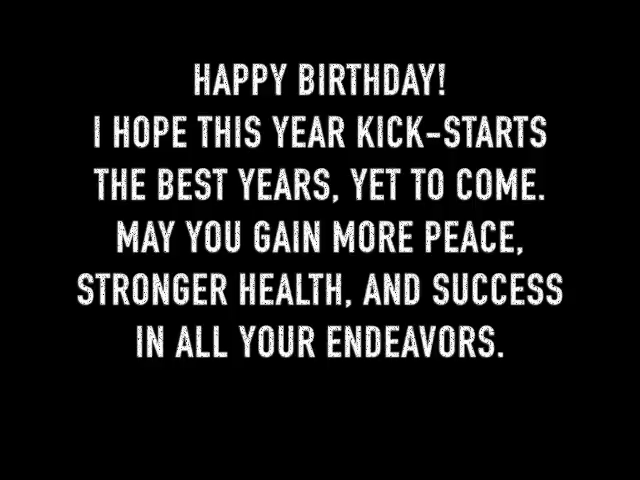 HAPPY BIRTHDAY!
I HOPE THIS YEAR KICK-STARTS
THE BEST YEARS, YET TO COME.
MAY YOU GAIN MORE PEACE,
STRONGER HEALTH, AND SUCCESS
IN ALL YOUR ENDEAVORS.